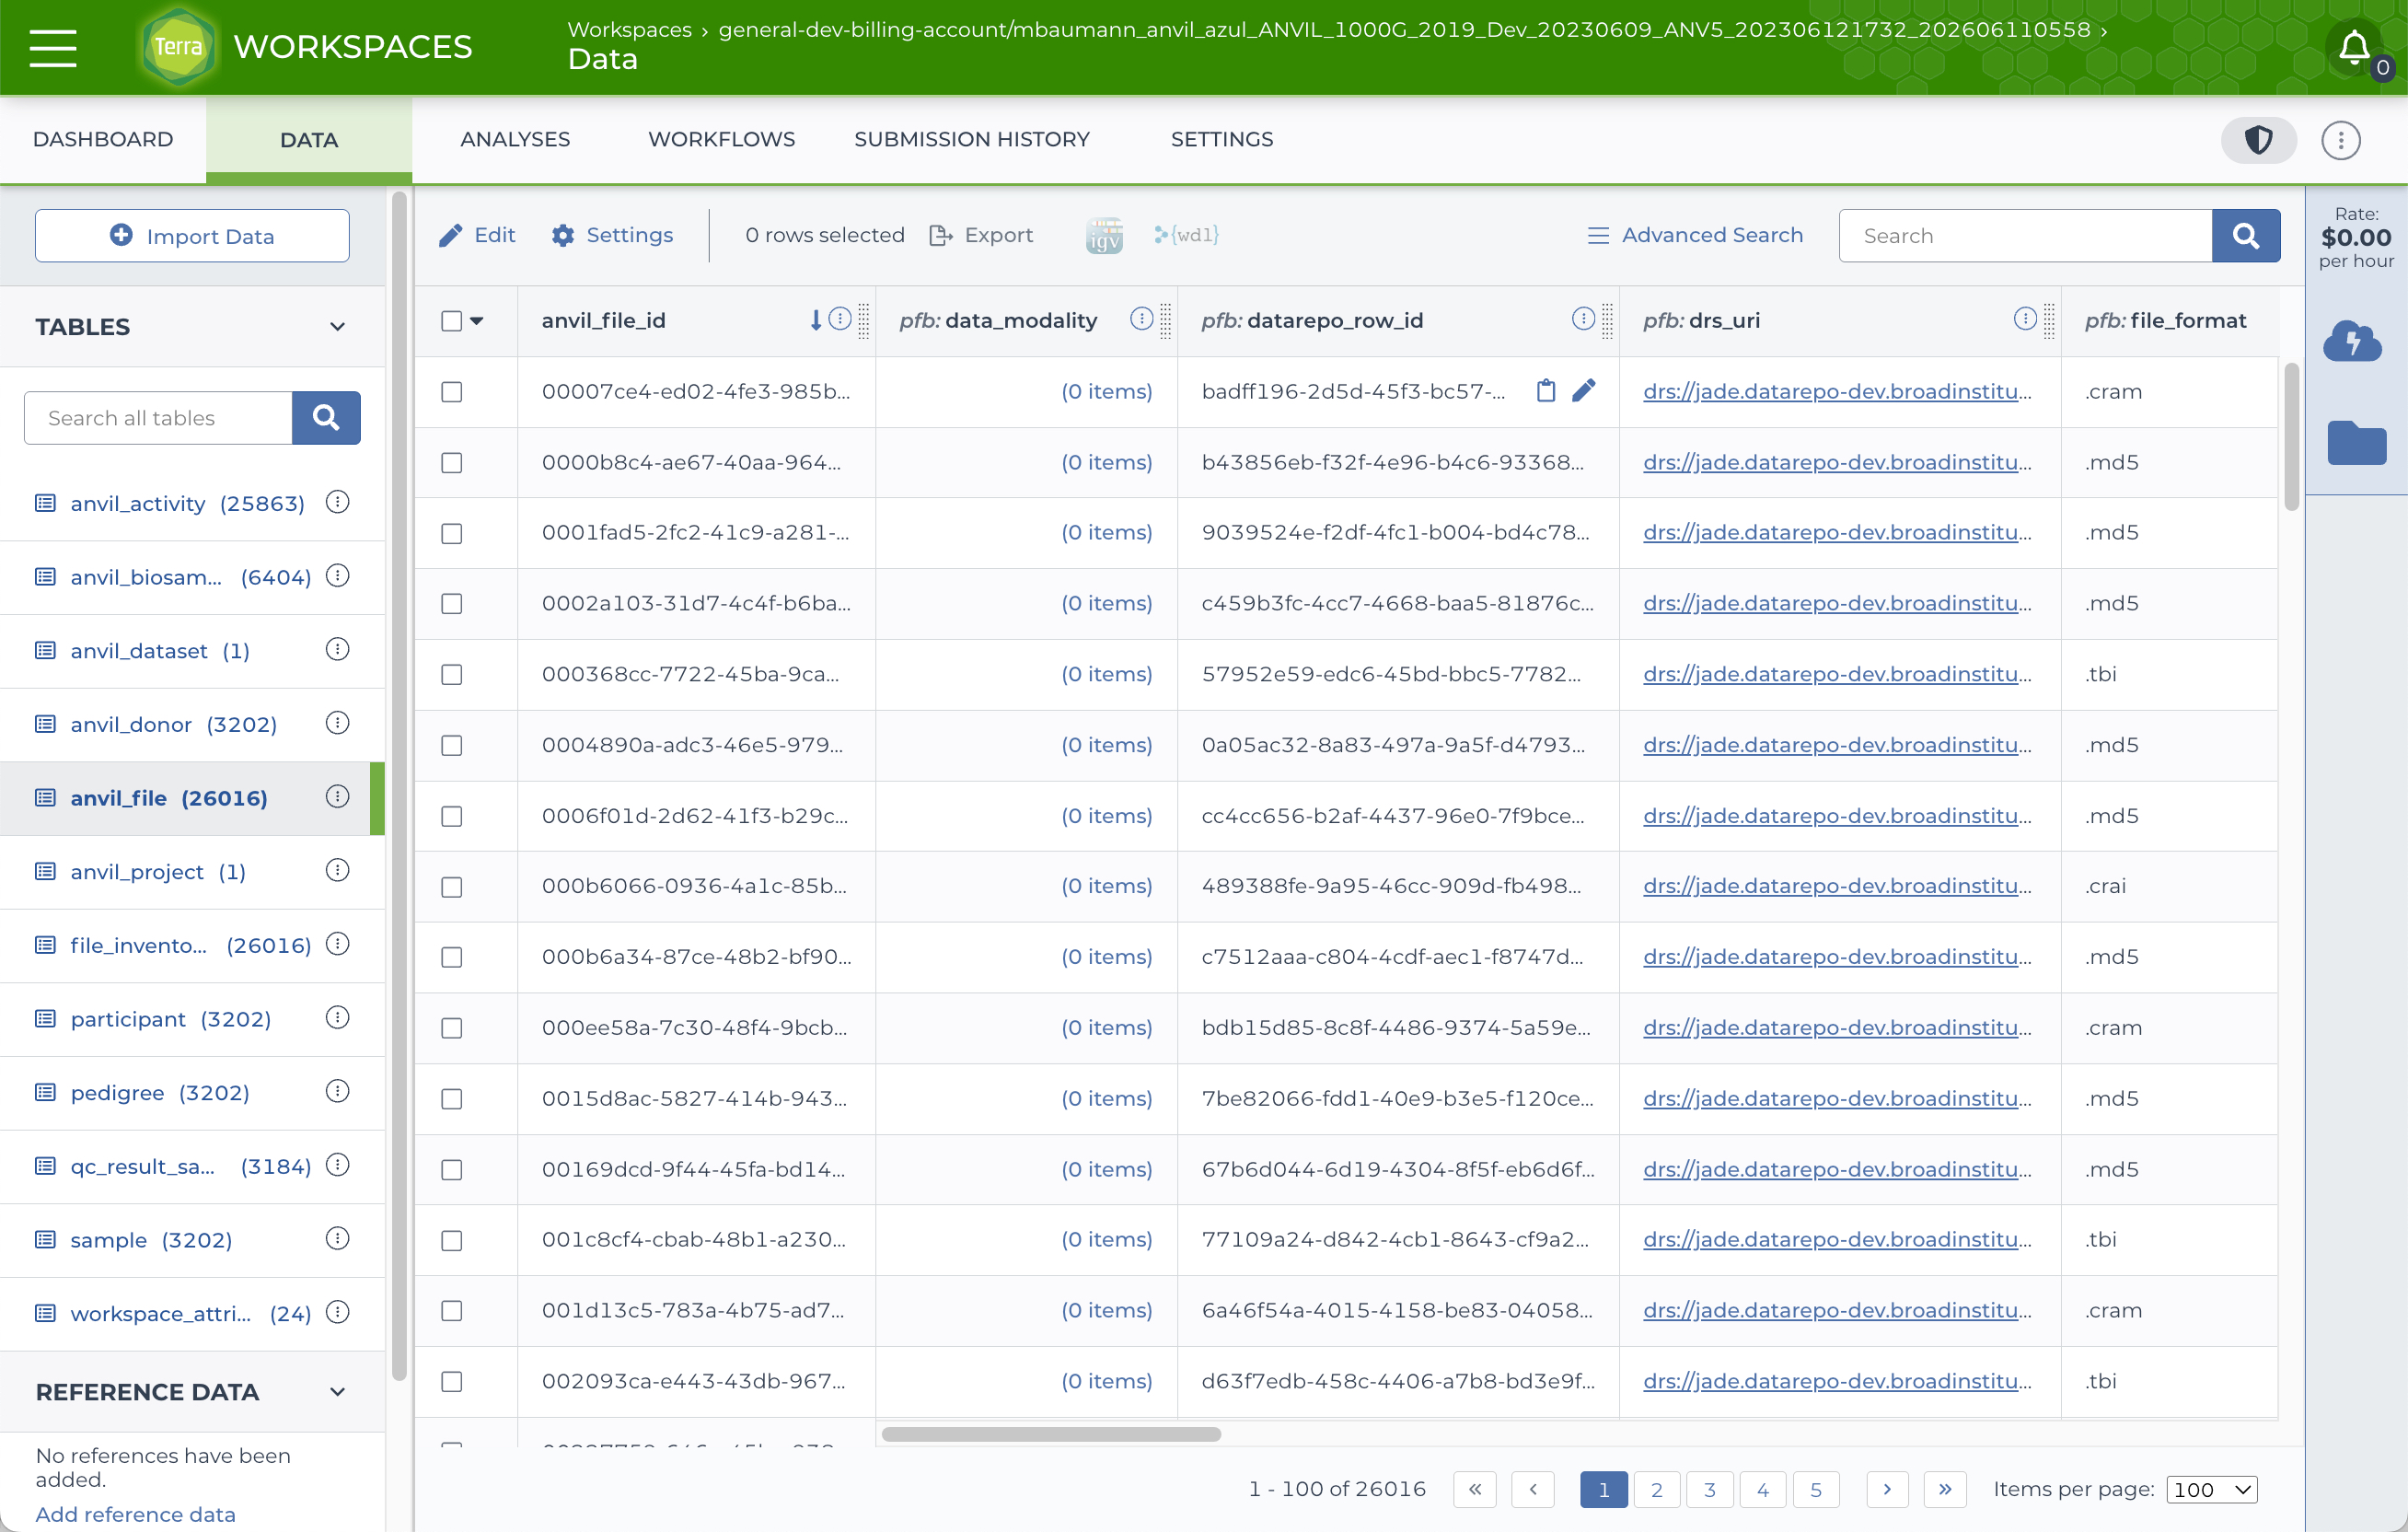 Terra
WORKSPACES
Workspaces › general-dev-billing-account/mbaumann_anvil_azul_ANVIL_1000G_2019_Dev_20230609_ANV5_202306121732_202606110558 ›
Data
0
DASHBOARD
DATA
ANALYSES
WORKFLOWS
SUBMISSION HISTORY
SETTINGS
Import Data
TABLES
Search all tables
anvil_activity (25863)
anvil_biosam... (6404)
anvil_dataset (1)
anvil_donor (3202)
anvil_file (26016)
anvil_project (1)
file_invento... (26016)
participant (3202)
pedigree (3202)
qc_result_sa... (3184)
sample (3202)
workspace_attri... (24)
REFERENCE DATA
No references have been
added.
Add reference data
Edit
Settings
0 rows selected
Export
igv
{wdl}
Advanced Search
Search
Rate:
$0.00
per hour
anvil_file_id pfb: data_modality pfb: datarepo_row_id pfb: drs_uri pfb: file_format
00007ce4-ed02-4fe3-985b... (0 items) badff196-2d5d-45f3-bc57-... drs://jade.datarepo-dev.broadinstitu... .cram
0000b8c4-ae67-40aa-964... (0 items) b43856eb-f32f-4e96-b4c6-93368... drs://jade.datarepo-dev.broadinstitu... .md5
0001fad5-2fc2-41c9-a281-... (0 items) 9039524e-f2df-4fc1-b004-bd4c78... drs://jade.datarepo-dev.broadinstitu... .md5
0002a103-31d7-4c4f-b6ba... (0 items) c459b3fc-4cc7-4668-baa5-81876c... drs://jade.datarepo-dev.broadinstitu... .md5
000368cc-7722-45ba-9ca... (0 items) 57952e59-edc6-45bd-bbc5-7782... drs://jade.datarepo-dev.broadinstitu... .tbi
0004890a-adc3-46e5-979... (0 items) 0a05ac32-8a83-497a-9a5f-d4793... drs://jade.datarepo-dev.broadinstitu... .md5
0006f01d-2d62-41f3-b29c... (0 items) cc4cc656-b2af-4437-96e0-7f9bce... drs://jade.datarepo-dev.broadinstitu... .md5
000b6066-0936-4a1c-85b... (0 items) 489388fe-9a95-46cc-909d-fb498... drs://jade.datarepo-dev.broadinstitu... .crai
000b6a34-87ce-48b2-bf90... (0 items) c7512aaa-c804-4cdf-aec1-f8747d... drs://jade.datarepo-dev.broadinstitu... .md5
000ee58a-7c30-48f4-9bcb... (0 items) bdb15d85-8c8f-4486-9374-5a59e... drs://jade.datarepo-dev.broadinstitu... .cram
0015d8ac-5827-414b-943... (0 items) 7be82066-fdd1-40e9-b3e5-f120ce... drs://jade.datarepo-dev.broadinstitu... .md5
00169dcd-9f44-45fa-bd14... (0 items) 67b6d044-6d19-4304-8f5f-eb6d6f... drs://jade.datarepo-dev.broadinstitu... .md5
001c8cf4-cbab-48b1-a230... (0 items) 77109a24-d842-4cb1-8643-cf9a2... drs://jade.datarepo-dev.broadinstitu... .tbi
001d13c5-783a-4b75-ad7... (0 items) 6a46f54a-4015-4158-be83-04058... drs://jade.datarepo-dev.broadinstitu... .cram
002093ca-e443-43db-967... (0 items) d63f7edb-458c-4406-a7b8-bd3e9f... drs://jade.datarepo-dev.broadinstitu... .tbi
1 - 100 of 26016 « ‹ 1 2 3 4 5 › » Items per page: 100